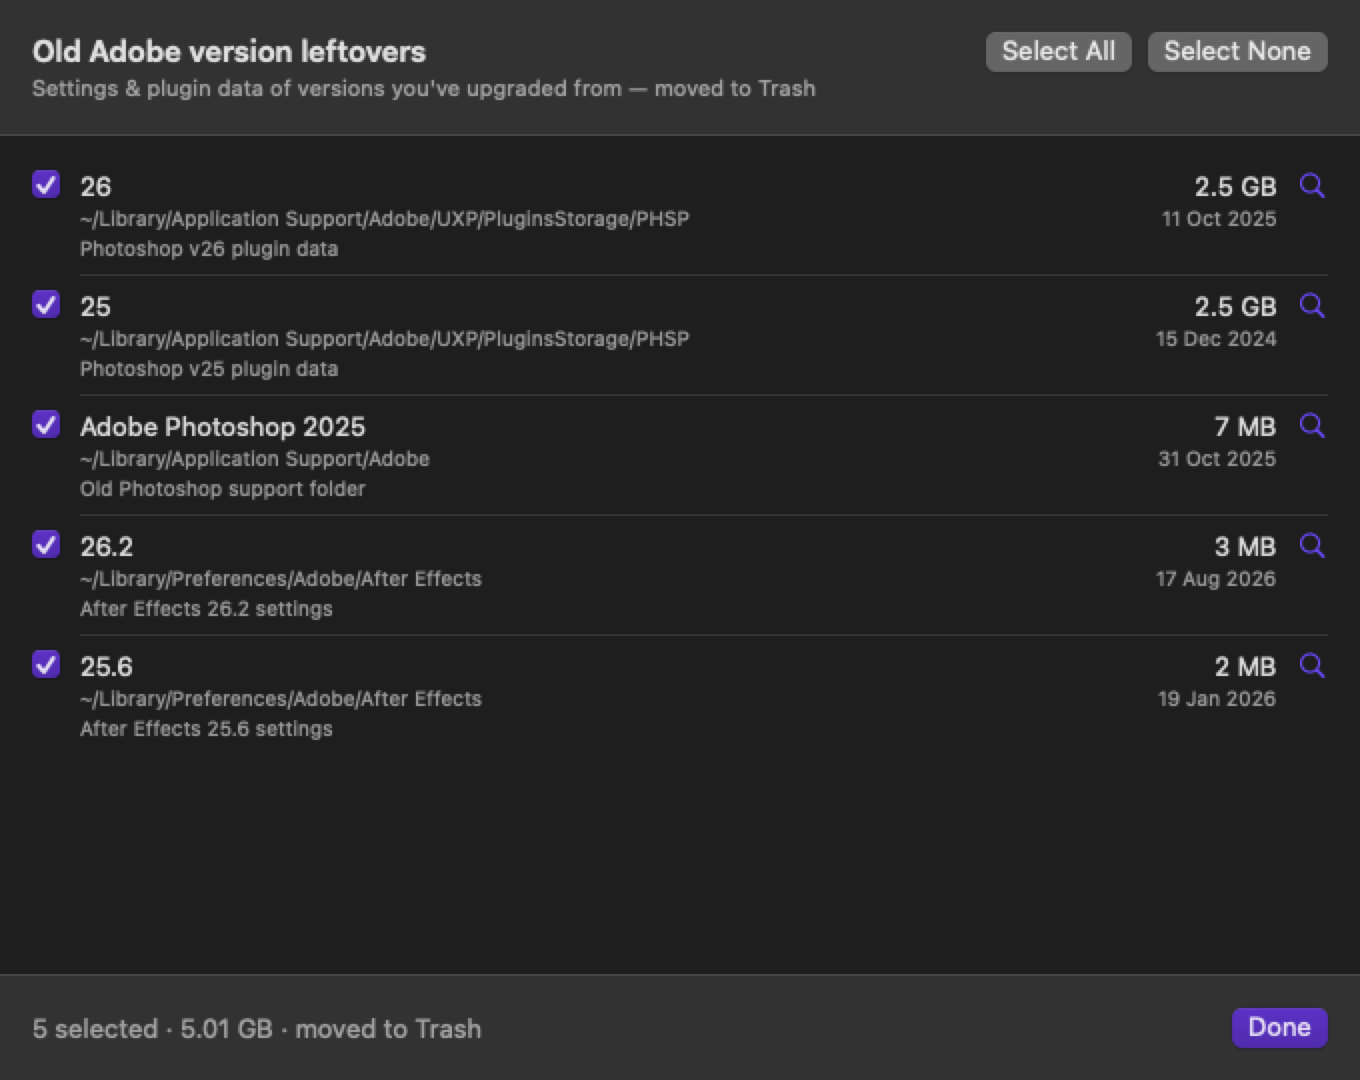 Old Adobe version leftovers
Settings & plugin data of versions you've upgraded from — moved to Trash
Select All
Select None
26
~/Library/Application Support/Adobe/UXP/PluginsStorage/PHSP
Photoshop v26 plugin data
2.5 GB
11 Oct 2025
25
~/Library/Application Support/Adobe/UXP/PluginsStorage/PHSP
Photoshop v25 plugin data
2.5 GB
15 Dec 2024
Adobe Photoshop 2025
~/Library/Application Support/Adobe
Old Photoshop support folder
7 MB
31 Oct 2025
26.2
~/Library/Preferences/Adobe/After Effects
After Effects 26.2 settings
3 MB
17 Aug 2026
25.6
~/Library/Preferences/Adobe/After Effects
After Effects 25.6 settings
2 MB
19 Jan 2026
5 selected · 5.01 GB · moved to Trash
Done